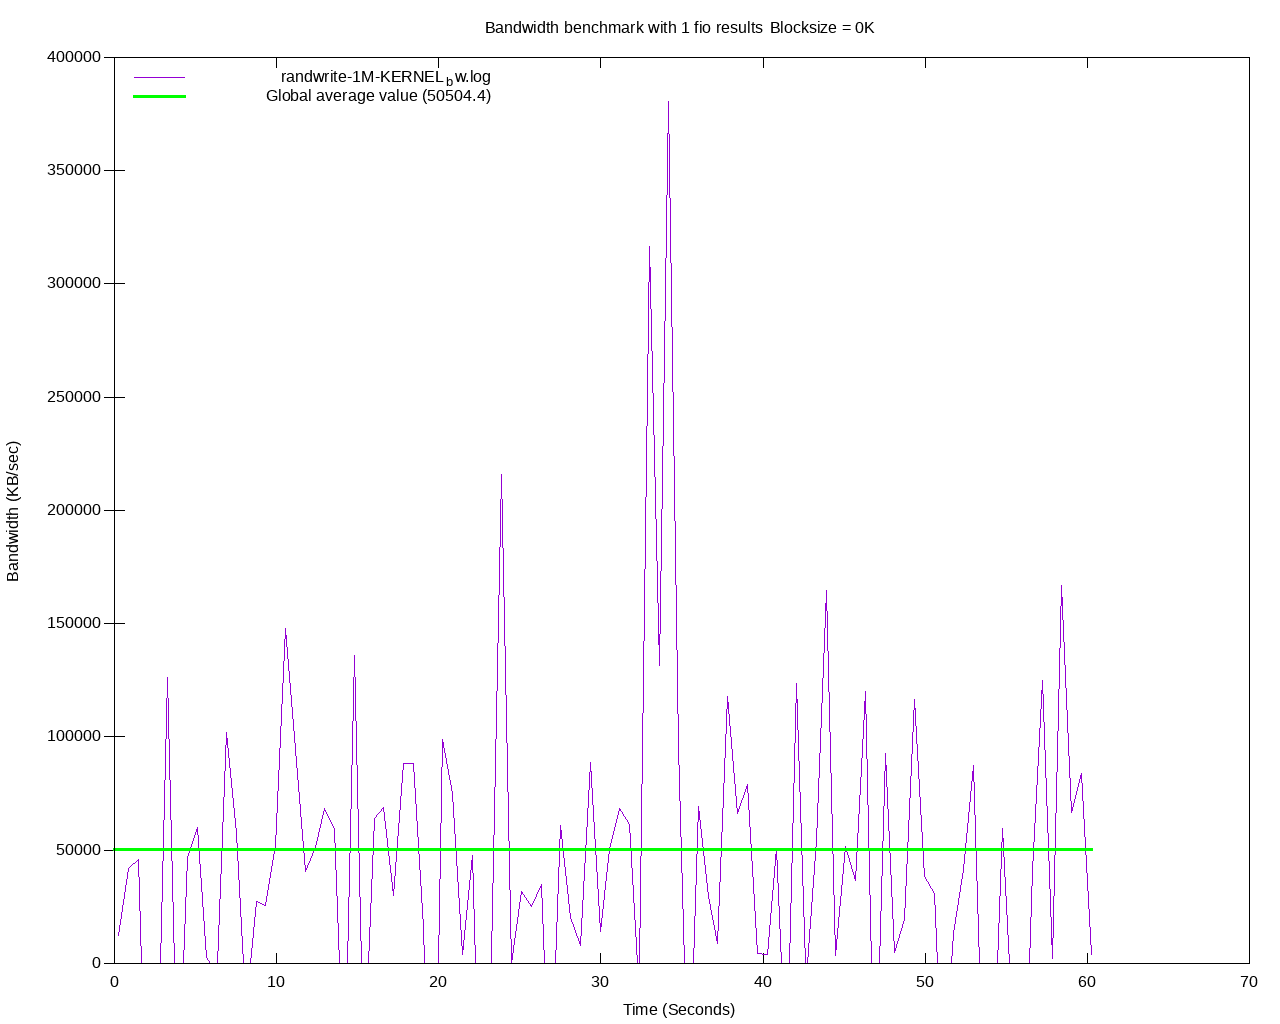 Bandwidth benchmark with 1 fio results Blocksize = 0K
randwrite-1M-KERNEL_bw.log
Global average value (50504.4)
400000
350000
300000
250000
200000
150000
100000
50000
0
Bandwidth (KB/sec)
0 10 20 30 40 50 60 70
Time (Seconds)